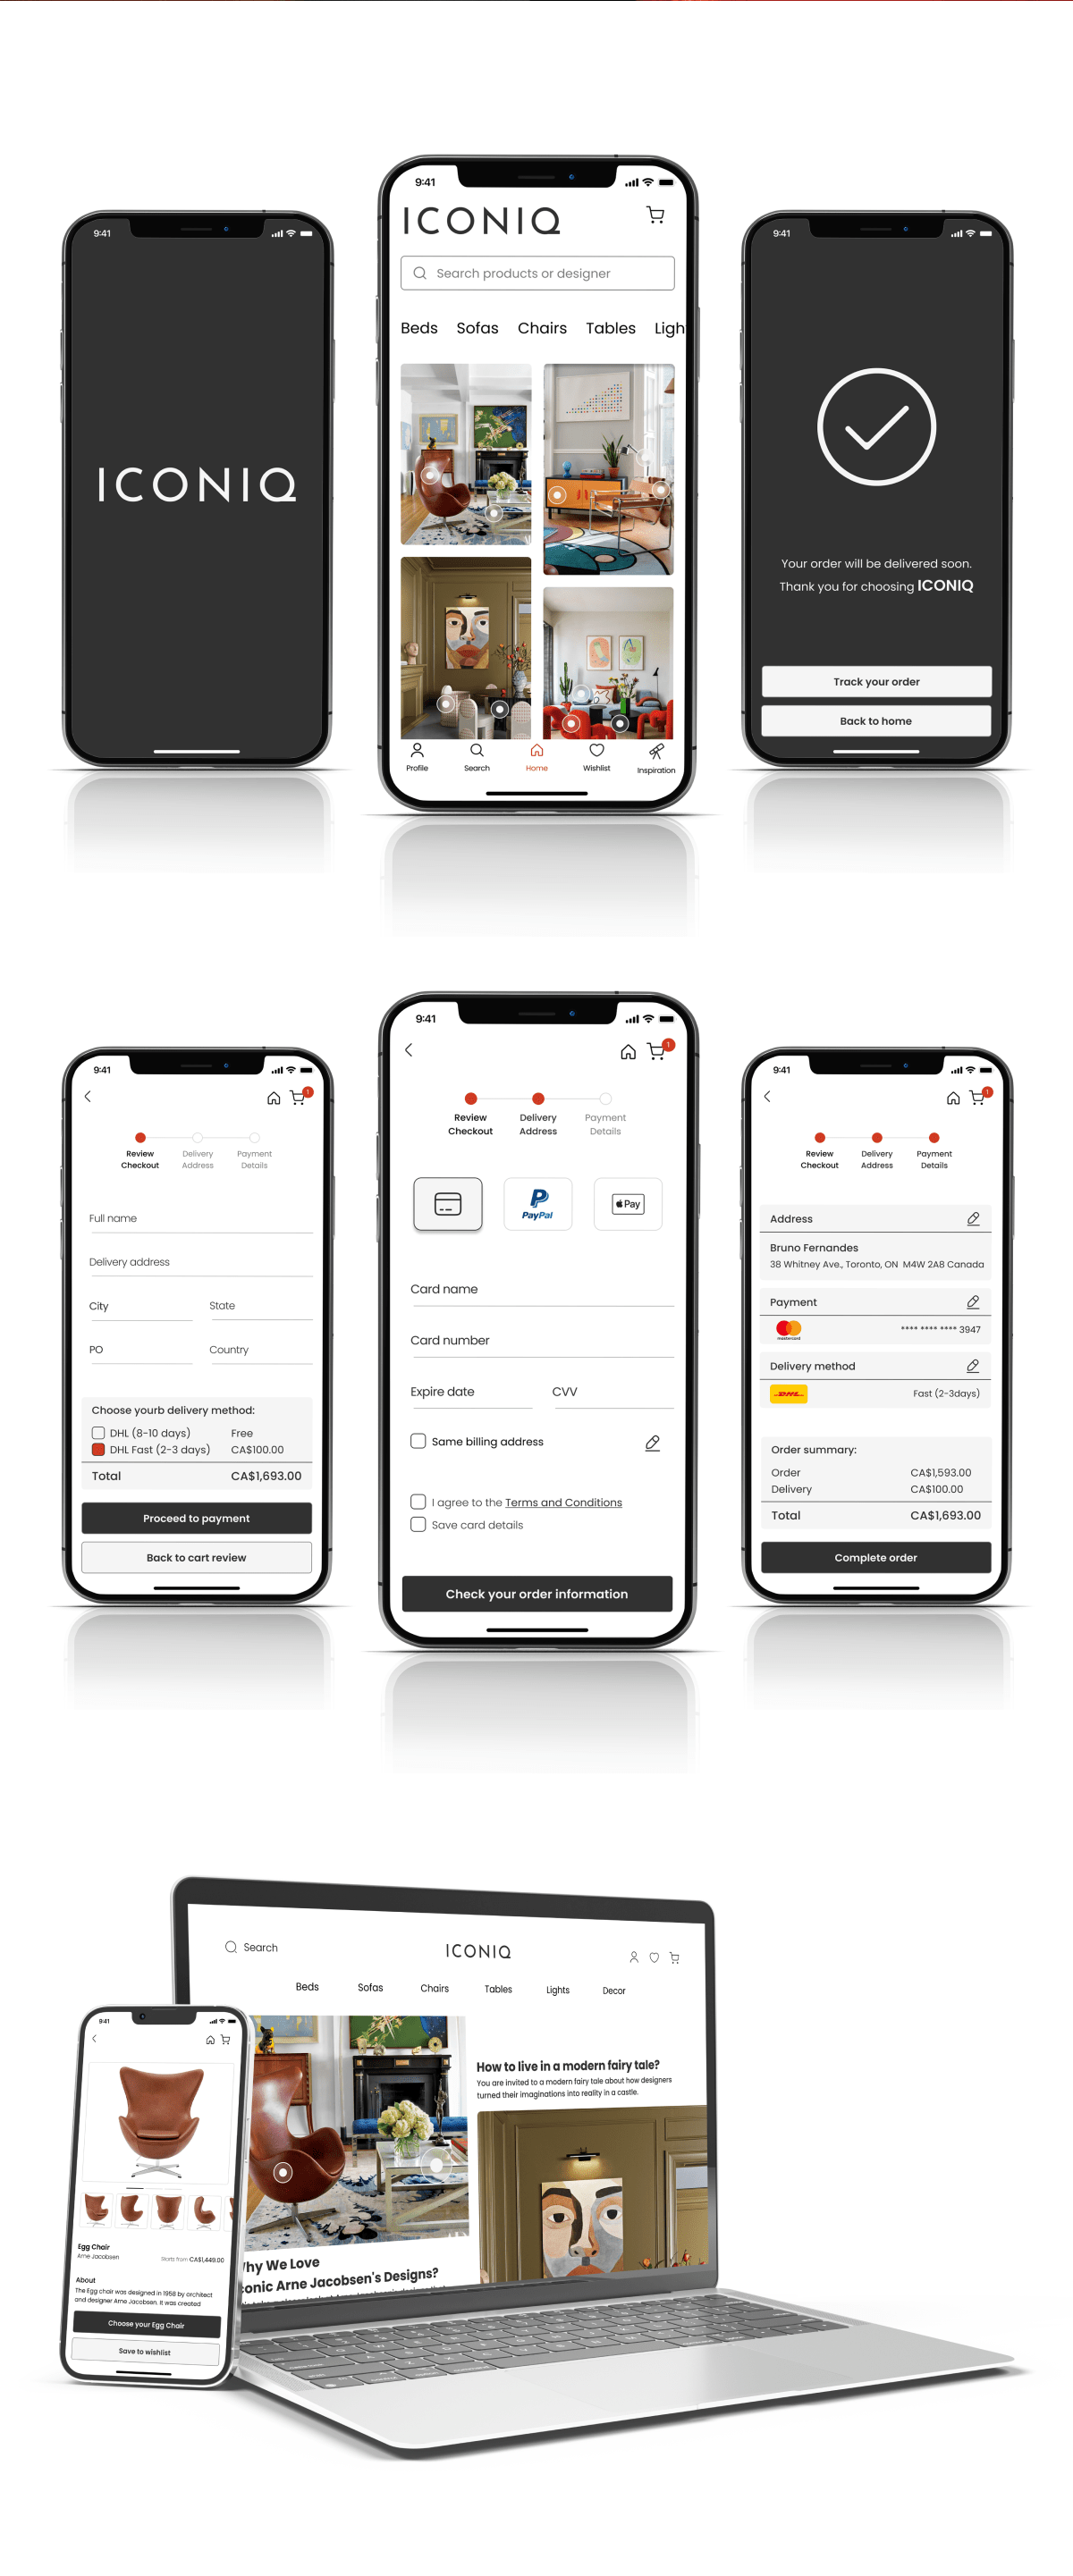 9:41
ICONIQ
9:41
ICONIQ
Search products or designer
Beds Sofas Chairs Tables Ligh
Profile Search Home Wishlist Inspiration
9:41
Your order will be delivered soon.
Thank you for choosing ICONIQ
Track your order
Back to home
9:41
1
Review Checkout
Delivery Address
Payment Details
Full name
Delivery address
City State
PO Country
Choose yourb delivery method:
DHL (8-10 days) Free
DHL Fast (2-3 days) CA$100.00
Total CA$1,693.00
Proceed to payment
Back to cart review
9:41
1
Review Checkout
Delivery Address
Payment Details
PayPal
Pay
Card name
Card number
Expire date CVV
Same billing address
I agree to the Terms and Conditions
Save card details
Check your order information
9:41
1
Review Checkout
Delivery Address
Payment Details
Address
Bruno Fernandes
38 Whitney Ave., Toronto, ON M4W 2A8 Canada
Payment
mastercard
**** **** **** 3947
Delivery method
DHL Fast (2-3days)
Order summary:
Order CA$1,593.00
Delivery CA$100.00
Total CA$1,693.00
Complete order
Search ICONIQ
Beds Sofas Chairs Tables Lights Decor
How to live in a modern fairy tale?
You are invited to a modern fairy tale about how designers
turned their imaginations into reality in a castle.
hy We Love
conic Arne Jacobsen's Designs?
9:41
Egg Chair
Arne Jacobsen Starts from CA$1,449.00
About
The Egg chair was designed in 1958 by architect
and designer Arne Jacobsen. It was created
Choose your Egg Chair
Save to wishlist